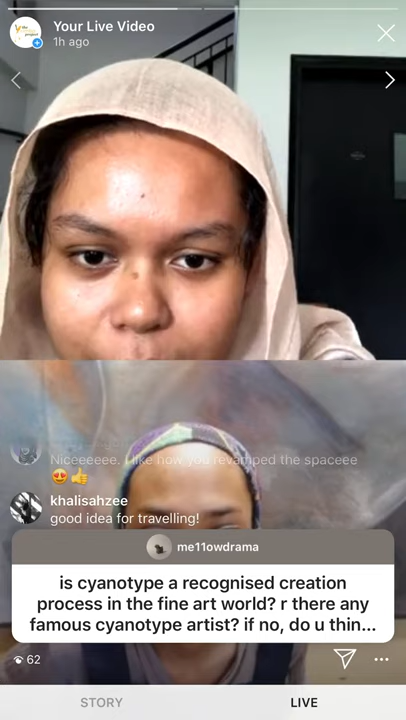 Your Live Video
1h ago
Niceeeeee. I like how you revamped the spaceee
😍👍
khalisahzee
good idea for travelling!
me11owdrama
is cyanotype a recognised creation
process in the fine art world? r there any
famous cyanotype artist? if no, do u thin...
62
STORY
LIVE